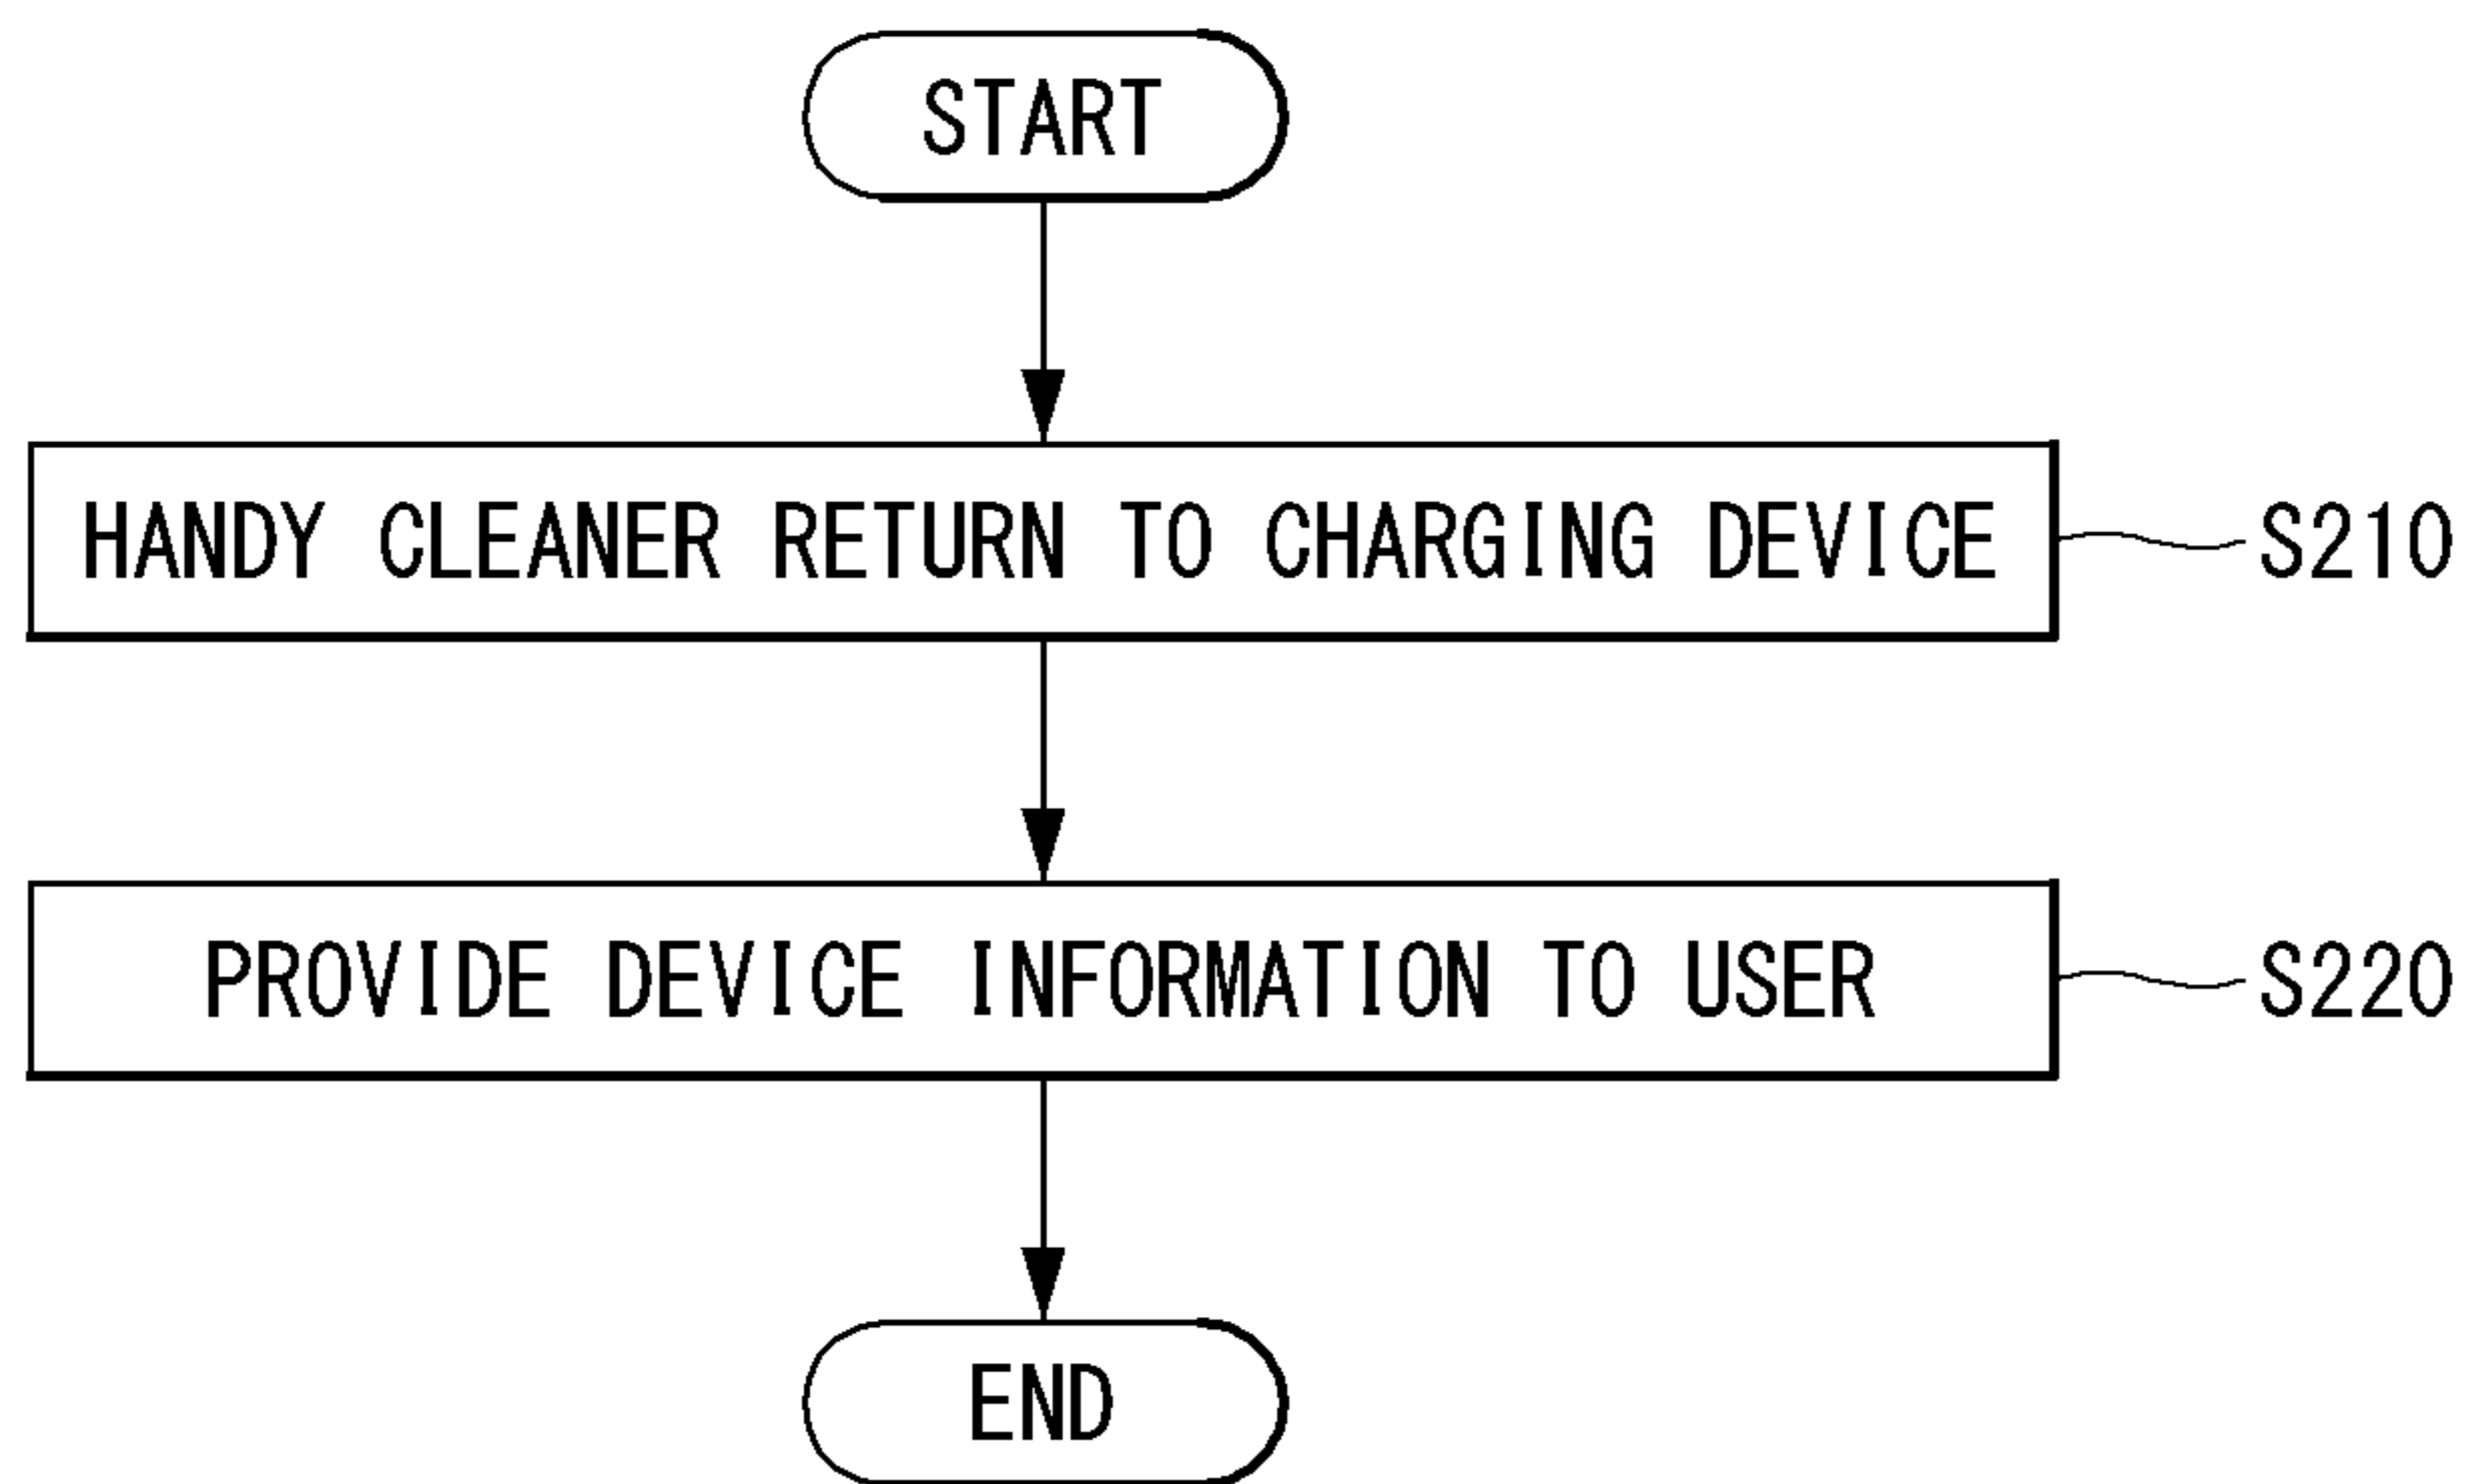 START
HANDY CLEANER RETURN TO CHARGING DEVICE
S210
PROVIDE DEVICE INFORMATION TO USER
S220
END